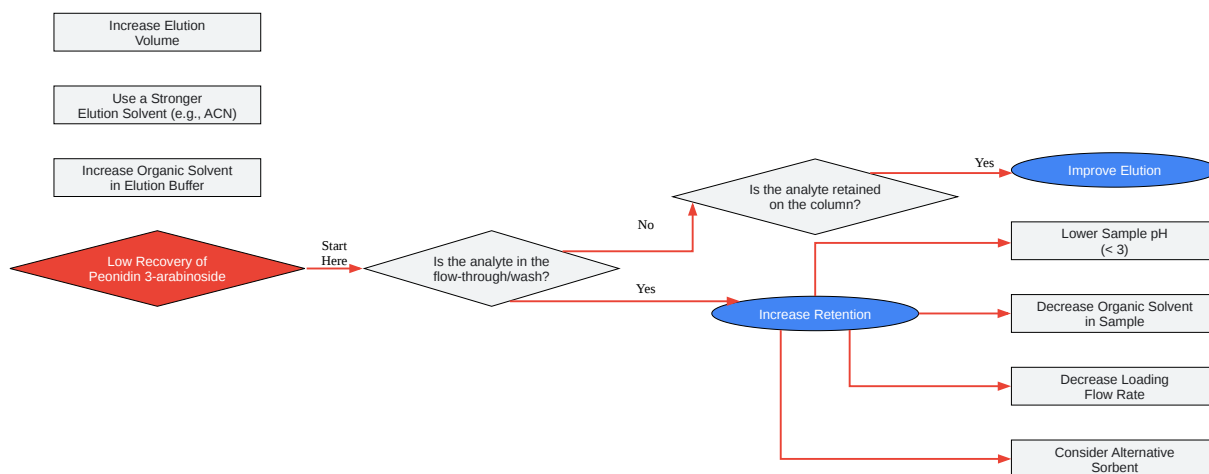 Increase Elution
Volume
Use a Stronger
Elution Solvent (e.g., ACN)
Increase Organic Solvent
in Elution Buffer
Low Recovery of
Peonidin 3-arabinoside
Start
Here
Is the analyte in the
flow-through/wash?
No
Yes
Is the analyte retained
on the column?
Yes
Improve Elution
Increase Retention
Lower Sample pH
(< 3)
Decrease Organic Solvent
in Sample
Decrease Loading
Flow Rate
Consider Alternative
Sorbent